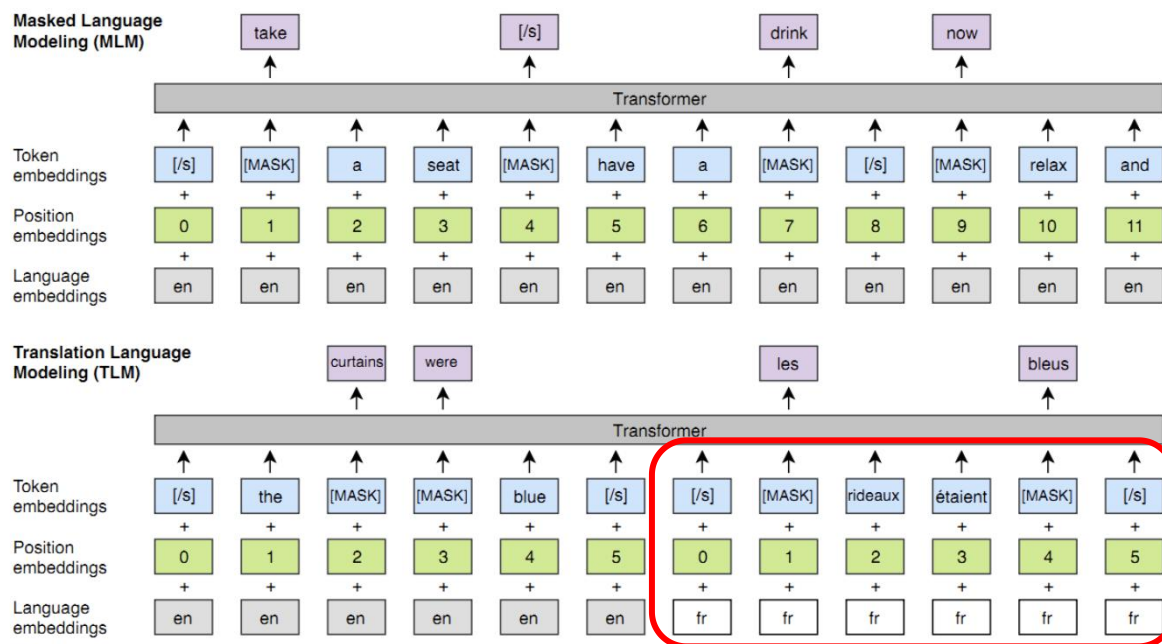 Masked Language
Modeling (MLM)
take [/s] drink now
Transformer
Token
embeddings
[/s] [MASK] a seat [MASK] have a [MASK] [/s] [MASK] relax and
+ + + + + + + + + + + +
Position
embeddings
0 1 2 3 4 5 6 7 8 9 10 11
+ + + + + + + + + + + +
Language
embeddings
en en en en en en en en en en en en
Translation Language
Modeling (TLM)
curtains were les bleus
Transformer
Token
embeddings
[/s] the [MASK] [MASK] blue [/s] [/s] [MASK] rideaux étaient [MASK] [/s]
+ + + + + + + + + + + +
Position
embeddings
0 1 2 3 4 5 0 1 2 3 4 5
+ + + + + + + + + + + +
Language
embeddings
en en en en en en fr fr fr fr fr fr